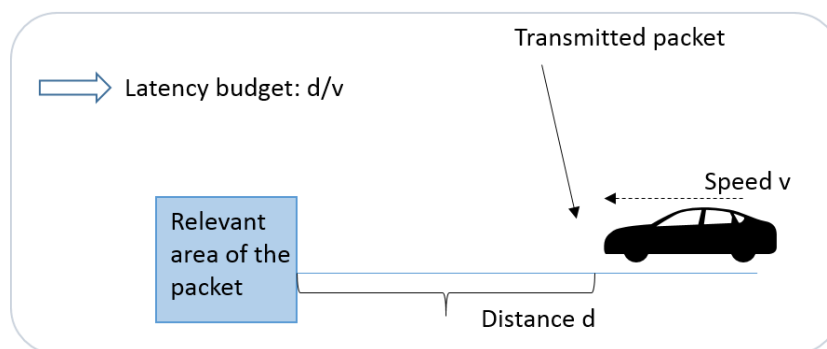 Transmitted packet
Latency budget: d/v
Speed v
Relevant
area of the
packet
Distance d